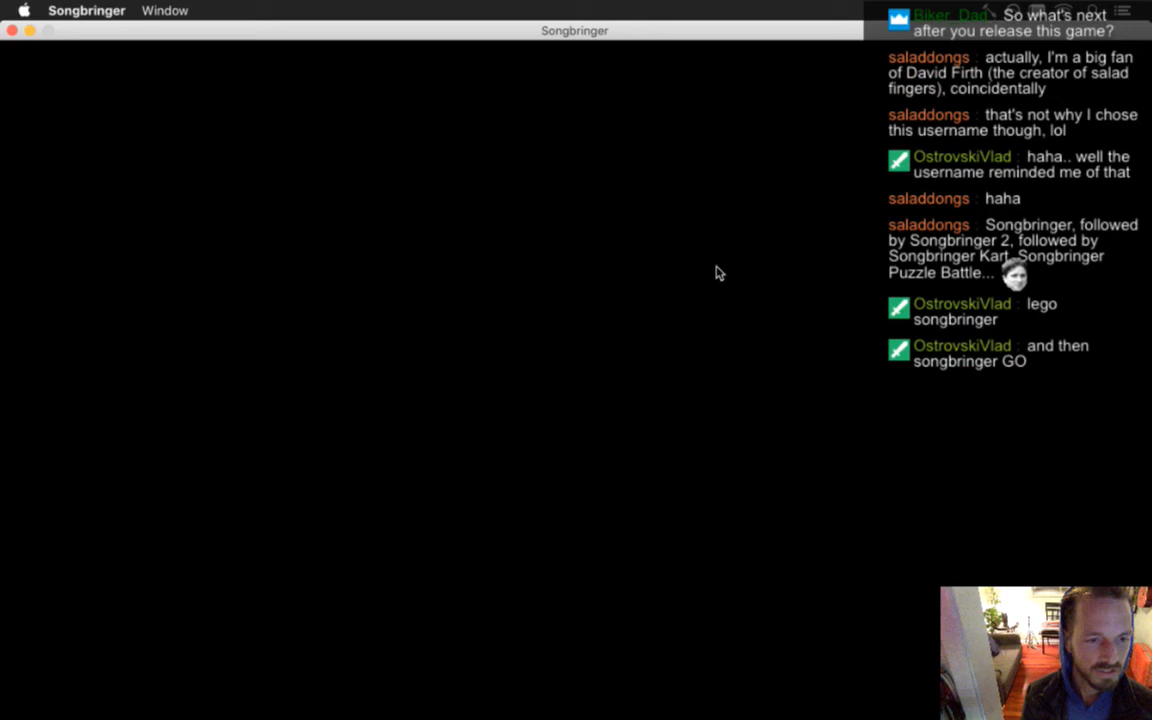 Songbringer Window
Songbringer
Biker_Dad : So what's next
after you release this game?
saladdongs : actually, I'm a big fan
of David Firth (the creator of salad
fingers), coincidentally
saladdongs : that's not why I chose
this username though, lol
OstrovskiVlad : haha.. well the
username reminded me of that
saladdongs : haha
saladdongs : Songbringer, followed
by Songbringer 2, followed by
Songbringer Kart, Songbringer
Puzzle Battle...
OstrovskiVlad : lego
songbringer
OstrovskiVlad : and then
songbringer GO